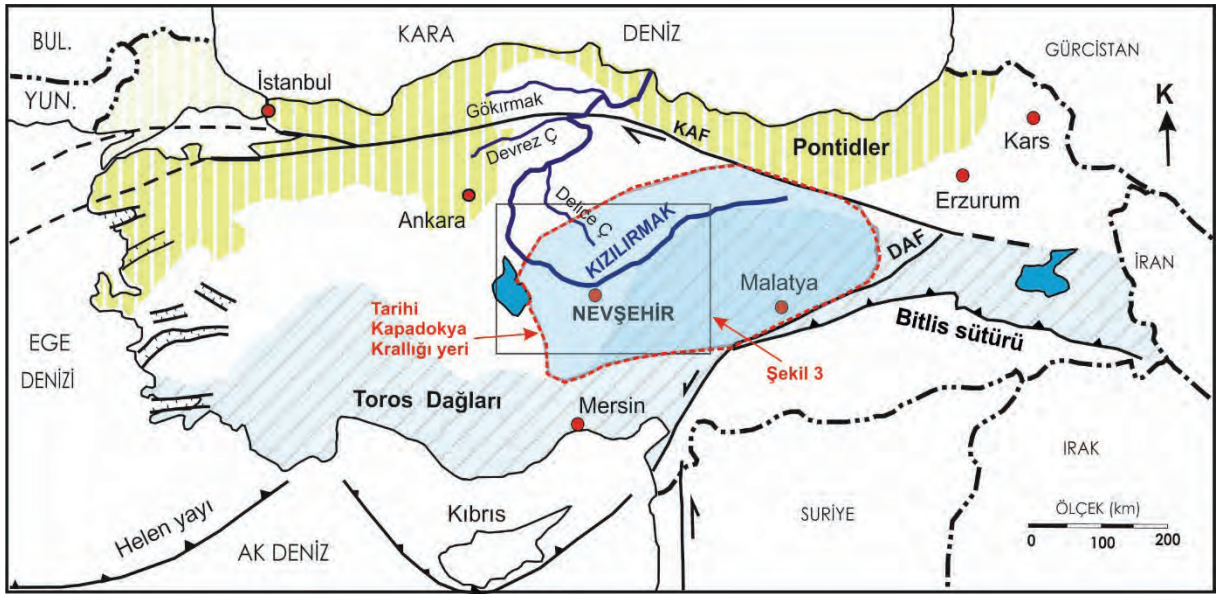 KARA DENİZ
BUL.
YUN.
GÜRCİSTAN
İstanbul
Gökırmak
K
KAF
Devrez Ç
Pontidler
Kars
Ankara
Delice Ç
Erzurum
KIZILIRMAK
DAF
İRAN
Malatya
NEVŞEHİR
Tarihi
Kapadokya
Krallığı yeri
EGE
DENİZİ
Bitlis sütürü
Şekil 3
Toros Dağları
Mersin
IRAK
Kıbrıs
SURİYE
ÖLÇEK (km)
0 100 200
Helen yayı
AK DENİZ